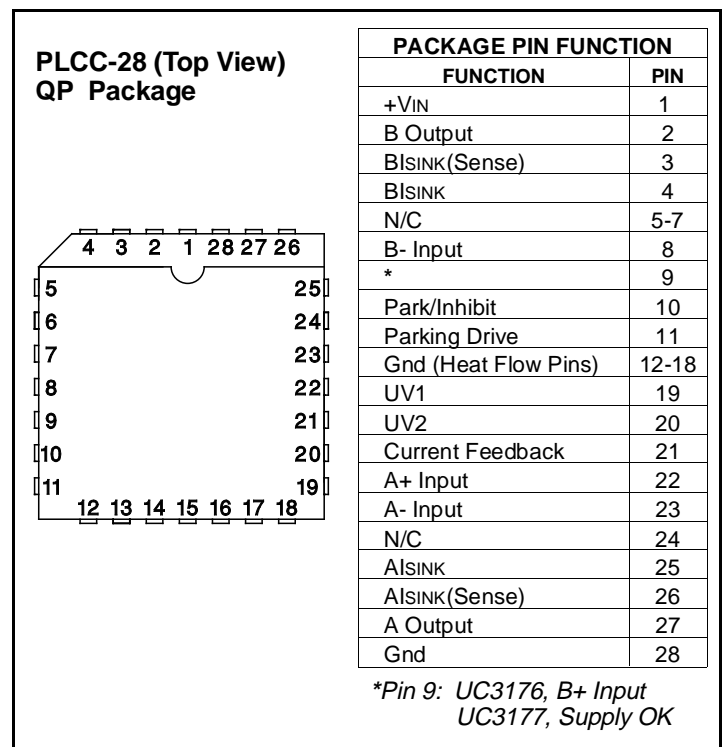 PLCC-28 (Top View)
QP Package
4 3 2 1 28 27 26
5 25
6 24
7 23
8 22
9 21
10 20
11 19
12 13 14 15 16 17 18
PACKAGE PIN FUNCTION
FUNCTION PIN
+VIN 1
B Output 2
BISINK(Sense) 3
BISINK 4
N/C 5-7
B- Input 8
* 9
Park/Inhibit 10
Parking Drive 11
Gnd (Heat Flow Pins) 12-18
UV1 19
UV2 20
Current Feedback 21
A+ Input 22
A- Input 23
N/C 24
AISINK 25
AISINK(Sense) 26
A Output 27
Gnd 28
*Pin 9: UC3176, B+ Input
UC3177, Supply OK